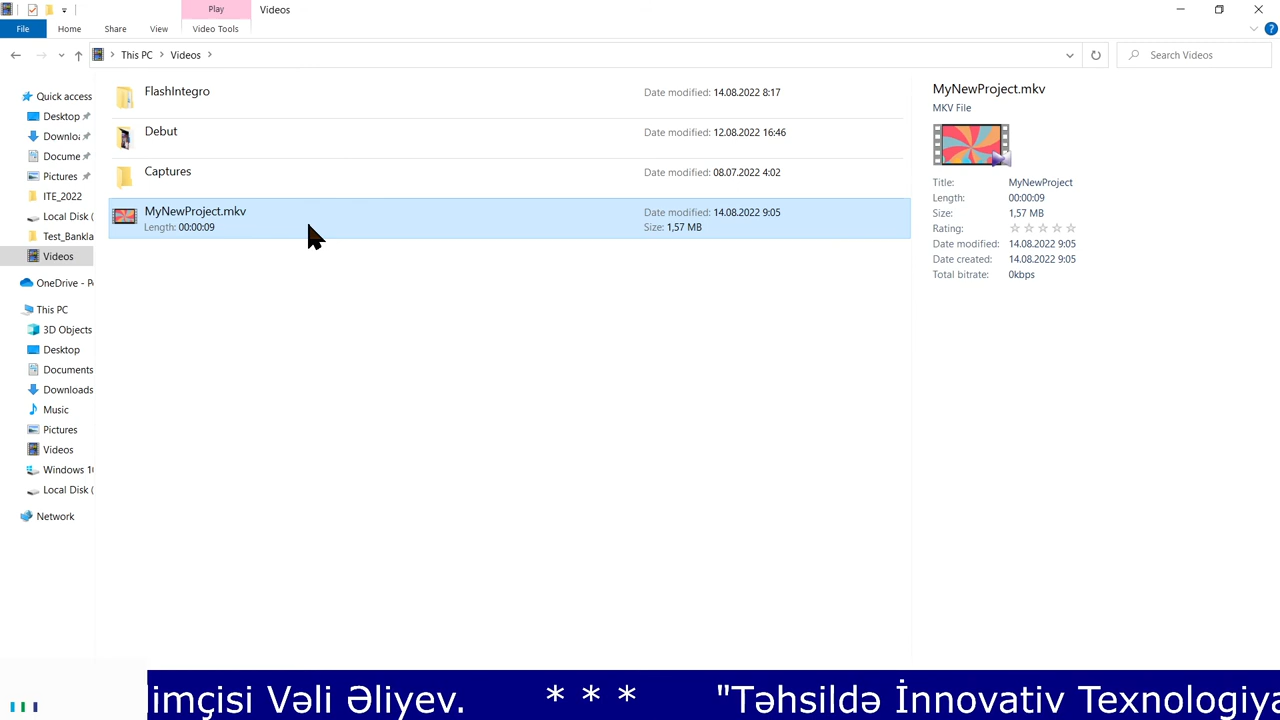 Play
Videos
File
Home
Share
View
Video Tools
This PC
Videos
Search Videos
Quick access
Desktop
Docume
Pictures
ITE_2022
Local Disk (
Test_Bankla
Videos
OneDrive - Pe
This PC
3D Objects
Desktop
Documents
Downloads
Music
Pictures
Videos
Windows 10
Local Disk (
Network
FlashIntegro
Date modified: 14.08.2022 8:17
Debut
Date modified: 12.08.2022 16:46
Captures
Date modified: 08.07.2022 4:02
MyNewProject.mkv
Date modified: 14.08.2022 9:05
Length: 00:00:09
Size: 1,57 MB
MyNewProject.mkv
MKV File
Title: MyNewProject
Length: 00:00:09
Size: 1,57 MB
Rating: ☆ ☆ ☆ ☆ ☆
Date modified: 14.08.2022 9:05
Date created: 14.08.2022 9:05
Total bitrate: 0kbps
imçisi Vəli Əliyev. * * * "Təhsildə İnnovativ Texnologiya